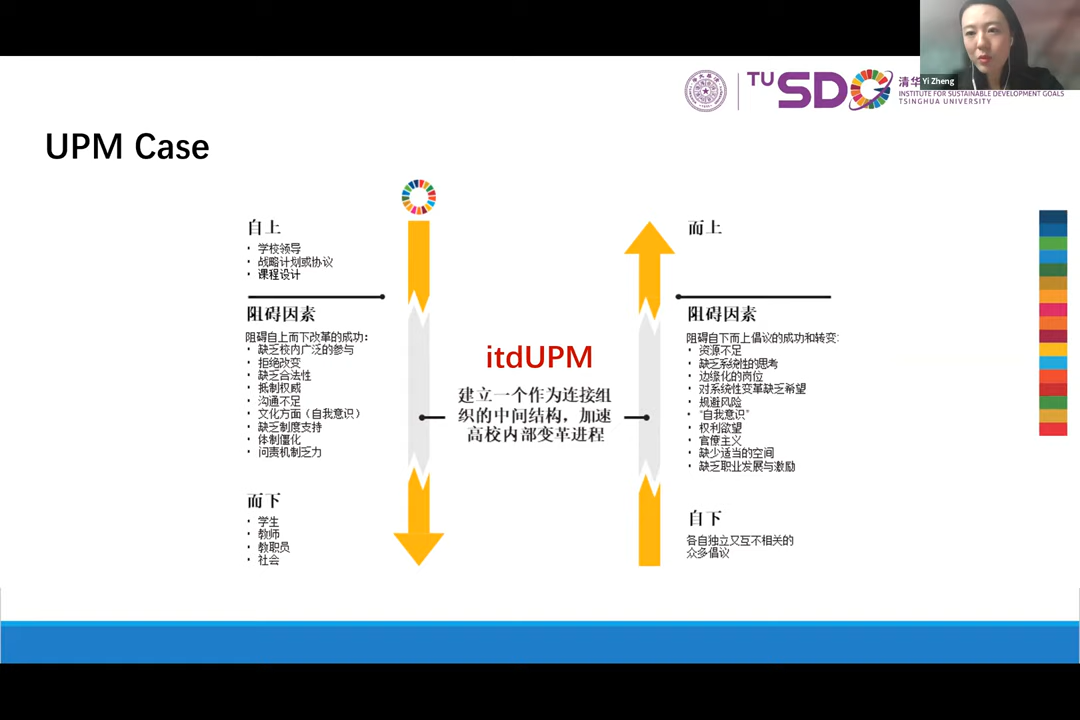 Yi Zheng
TUSDG
清华
INSTITUTE FOR SUSTAINABLE DEVELOPMENT GOALS
TSINGHUA UNIVERSITY
UPM Case
自上
• 学校领导
• 战略计划或协议
• 课程设计
阻碍因素
阻碍自上而下改革的成功：
• 缺乏校内广泛的参与
• 拒绝改变
• 缺乏合法性
• 抵制权威
• 沟通不足
• 文化方面（自我意识）
• 缺乏制度支持
• 体制僵化
• 问责机制乏力
而下
• 学生
• 教师
• 教职员
• 社会
itdUPM
建立一个作为连接组
织的中间结构，加速
高校内部变革进程
而上
阻碍因素
阻碍自下而上倡议的成功和转变:
• 资源不足
• 缺乏系统性的思考
• 边缘化的岗位
• 对系统性变革缺乏希望
• 规避风险
• “自我意识”
• 权利欲望
• 官僚主义
• 缺少适当的空间
• 缺乏职业发展与激励
自下
各自独立又互不相关的
众多倡议